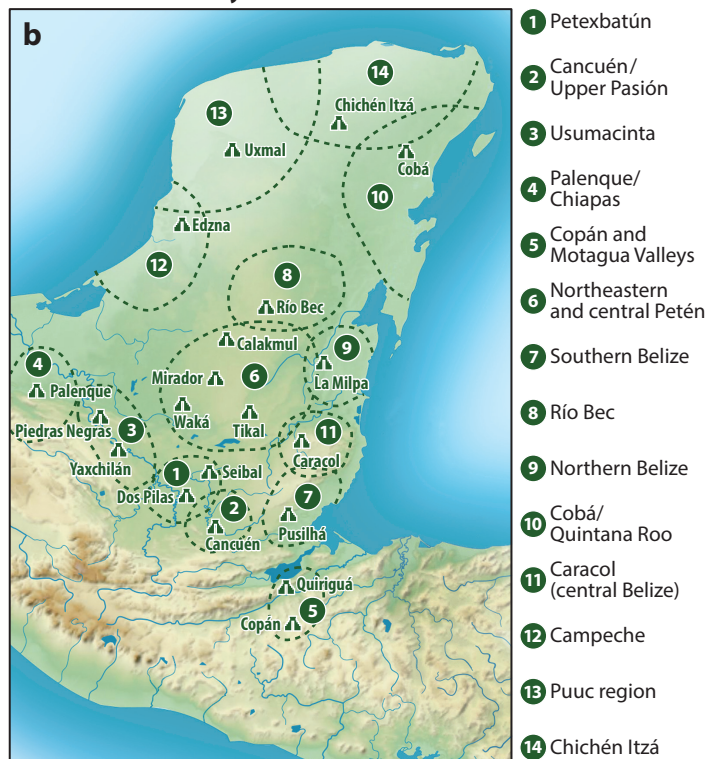 b
14
Chichén Itzá
13
Uxmal
Cobá
10
Edzna
12
8
Río Bec
Calakmul
9
4
Mirador
6
La Milpa
Palenque
Waká
Tikal
Piedras Negras
3
11
Yaxchilán
Caracol
1
Seibal
Dos Pilas
2
7
Cancuén
Pusilhá
Quiriguá
5
Copán
1 Petexbatún
2 Cancuén/
Upper Pasión
3 Usumacinta
4 Palenque/
Chiapas
5 Copán and
Motagua Valleys
6 Northeastern
and central Petén
7 Southern Belize
8 Río Bec
9 Northern Belize
10 Cobá/
Quintana Roo
11 Caracol
(central Belize)
12 Campeche
13 Puuc region
14 Chichén Itzá